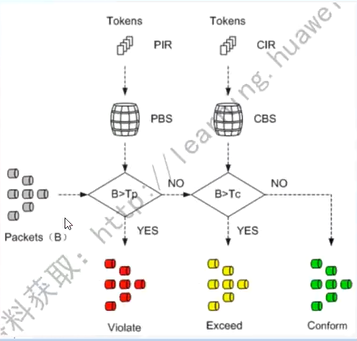 Tokens
Tokens
PIR
CIR
PBS
CBS
B>Tp
NO
B>Tc
NO
Packets（B）
YES
YES
Violate
Exceed
Conform
料获取：http://learning.huawei